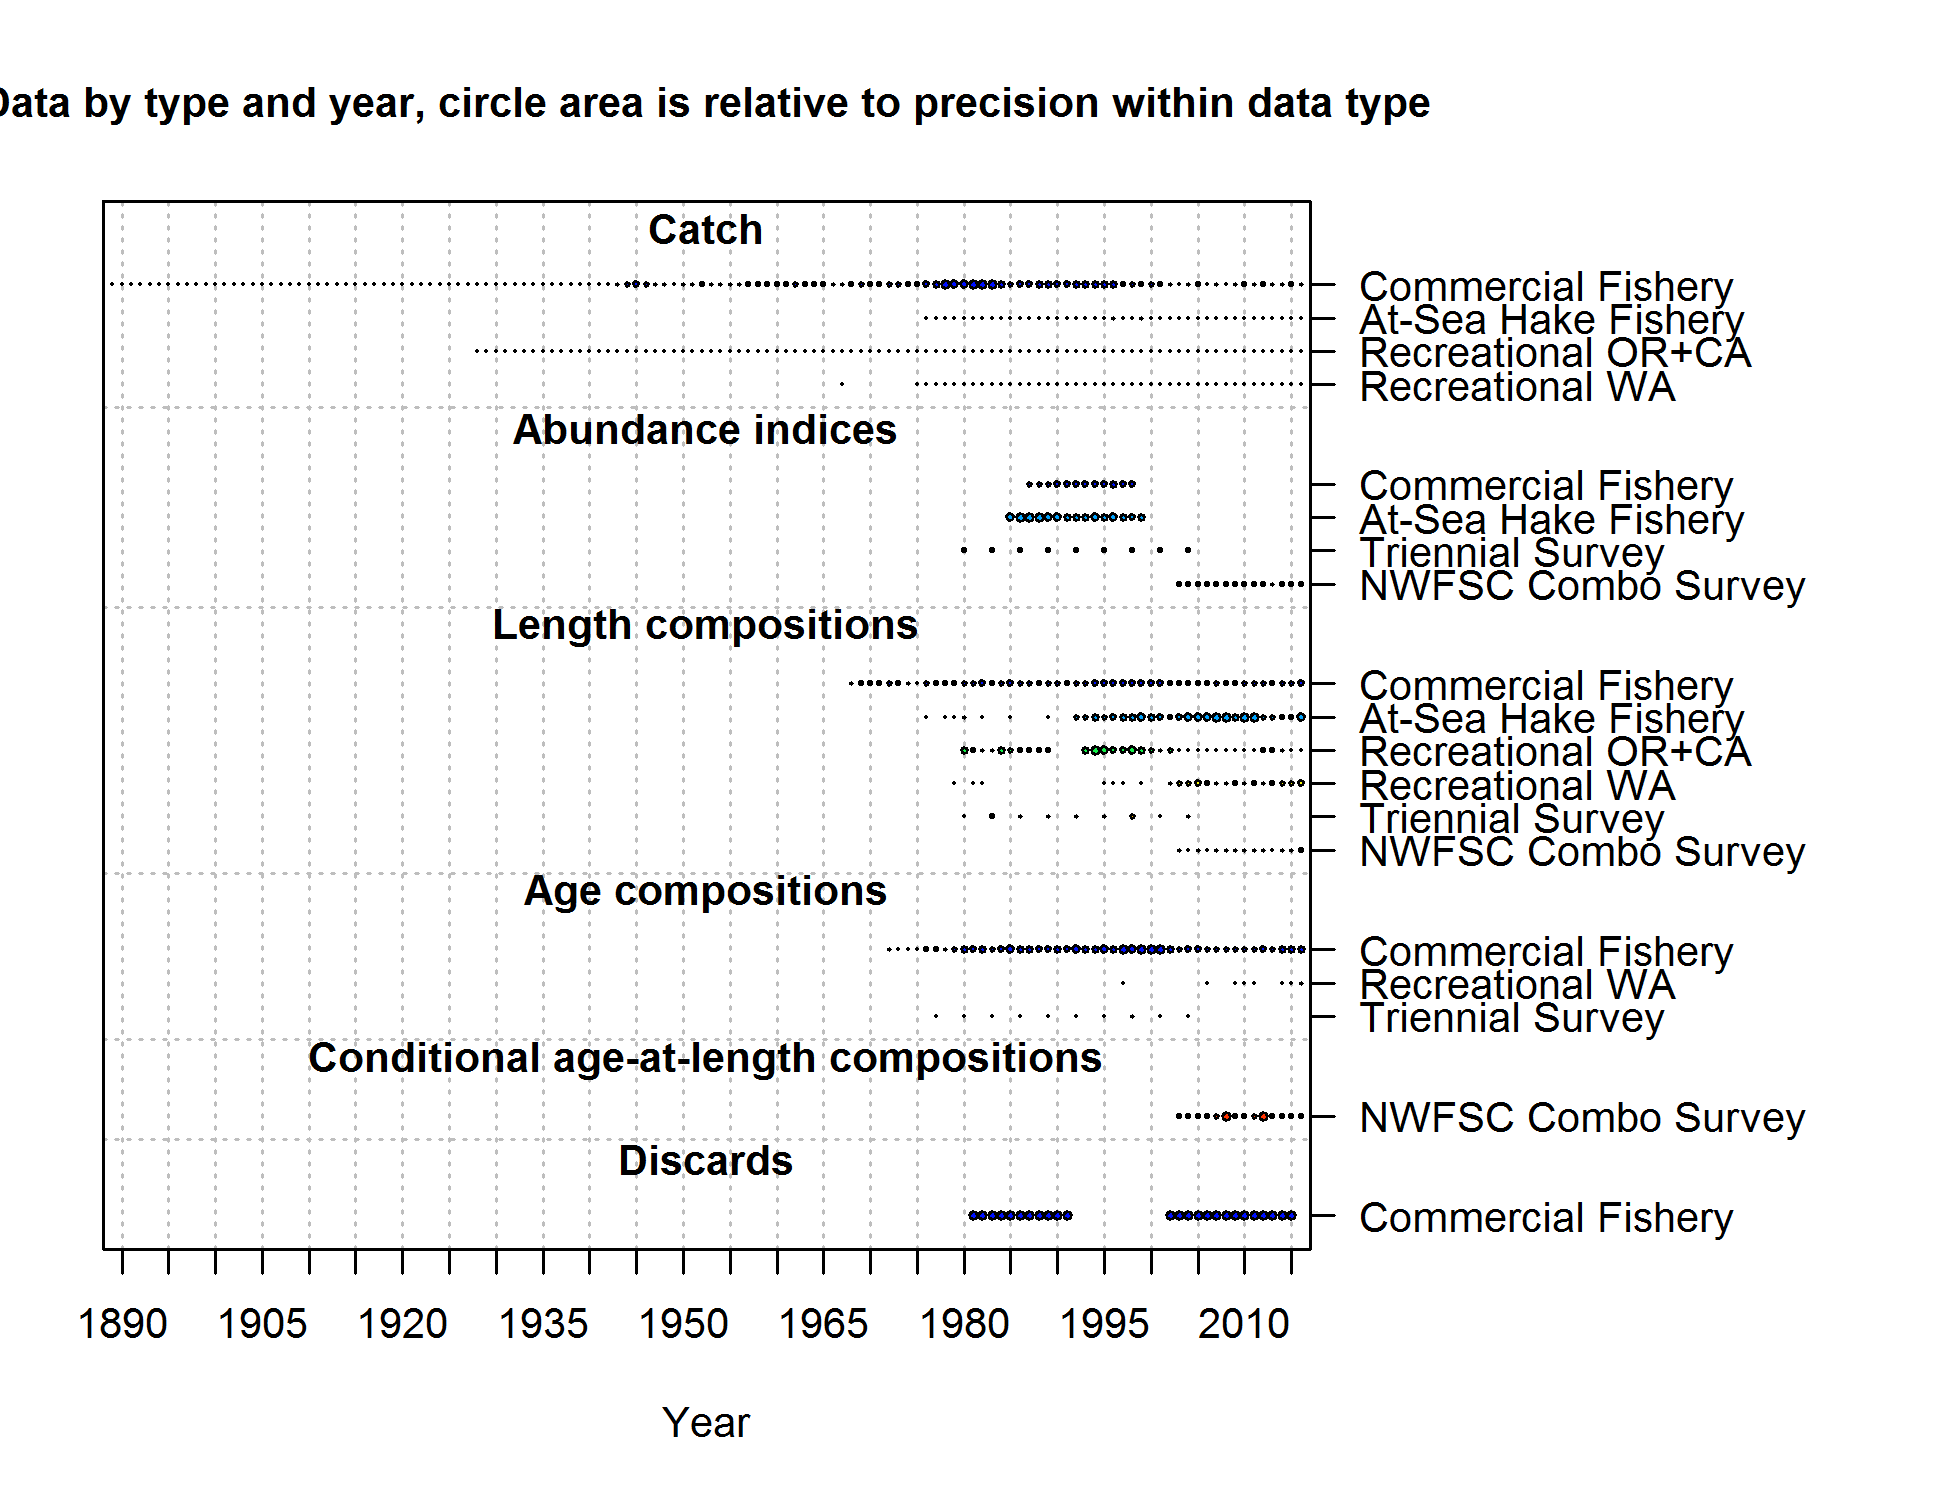 Data by type and year, circle area is relative to precision within data type
Catch
Commercial Fishery
At-Sea Hake Fishery
Recreational OR+CA
Recreational WA
Abundance indices
Commercial Fishery
At-Sea Hake Fishery
Triennial Survey
NWFSC Combo Survey
Length compositions
Commercial Fishery
At-Sea Hake Fishery
Recreational OR+CA
Recreational WA
Triennial Survey
NWFSC Combo Survey
Age compositions
Commercial Fishery
Recreational WA
Triennial Survey
Conditional age-at-length compositions
NWFSC Combo Survey
Discards
Commercial Fishery
1890 1905 1920 1935 1950 1965 1980 1995 2010
Year